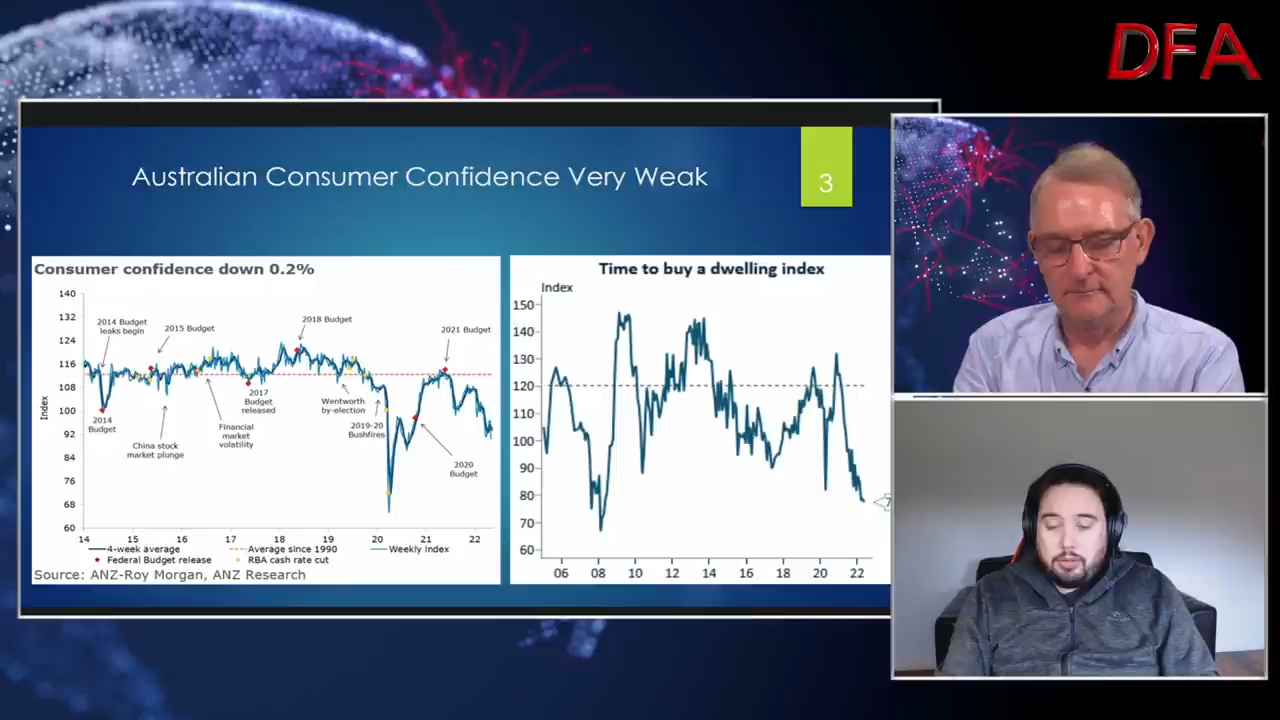 DFA
Australian Consumer Confidence Very Weak
3
Consumer confidence down 0.2%
140
132
124
116
108
100
92
84
76
68
60
Index
2014 Budget
leaks begin
2015 Budget
2018 Budget
2021 Budget
2014
Budget
China stock
market plunge
Financial
market
volatility
2017
Budget
released
Wentworth
by-election
2019-20
Bushfires
2020
Budget
14 15 16 17 18 19 20 21 22
4-week average
Average since 1990
Weekly Index
Federal Budget release
RBA cash rate cut
Source: ANZ-Roy Morgan, ANZ Research
Time to buy a dwelling index
Index
150
140
130
120
110
100
90
80
70
60
06 08 10 12 14 16 18 20 22